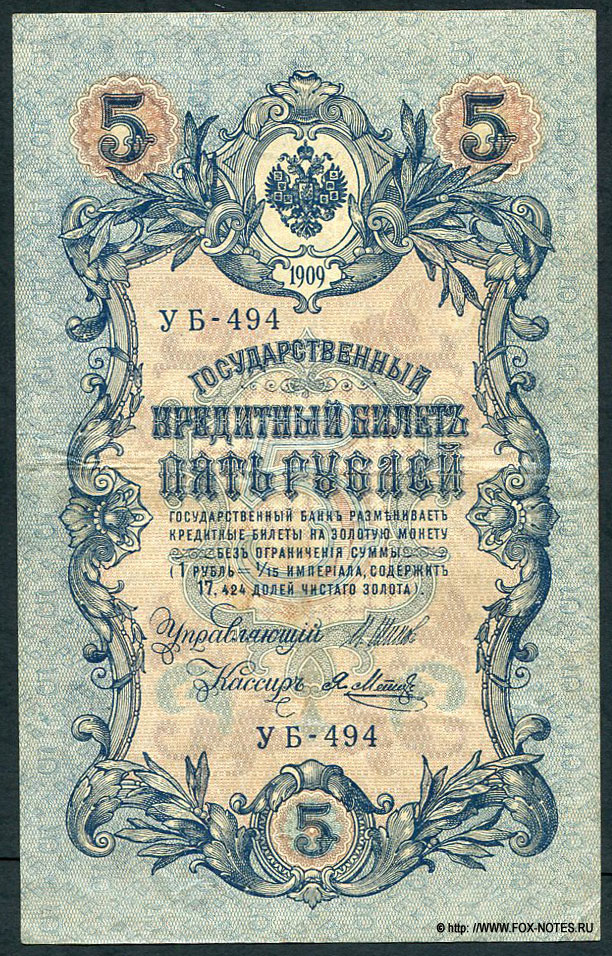 5 5
1909
УБ-494
ГОСУДАРСТВЕННЫЙ
КРЕДИТНЫЙ БИЛЕТЪ
ПЯТЬ РУБЛЕЙ
ГОСУДАРСТВЕННЫЙ БАНКЪ РАЗМѢНИВАЕТЪ
КРЕДИТНЫЕ БИЛЕТЫ НА ЗОЛОТУЮ МОНЕТУ
БЕЗЪ ОГРАНИЧЕНІЯ СУММЫ
(1 РУБЛЬ = 1/15 ИМПЕРІАЛА, СОДЕРЖИТЪ
17,424 ДОЛЕЙ ЧИСТАГО ЗОЛОТА).
Управляющій
Кассиръ
УБ-494
5
© http: //WWW.FOX-NOTES.RU